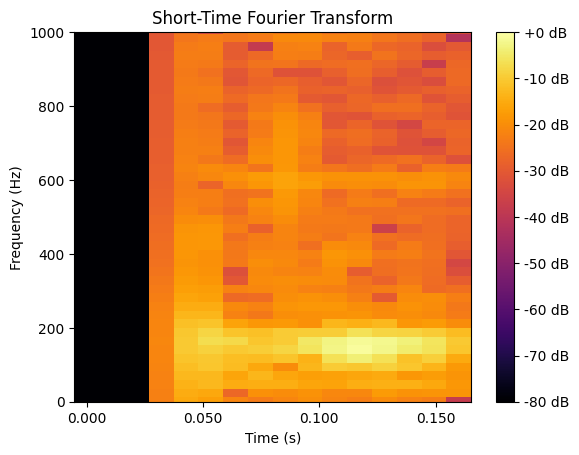 Short-Time Fourier Transform
1000
800
600
400
200
0
Frequency (Hz)
0.000
0.050
0.100
0.150
Time (s)
+0 dB
-10 dB
-20 dB
-30 dB
-40 dB
-50 dB
-60 dB
-70 dB
-80 dB